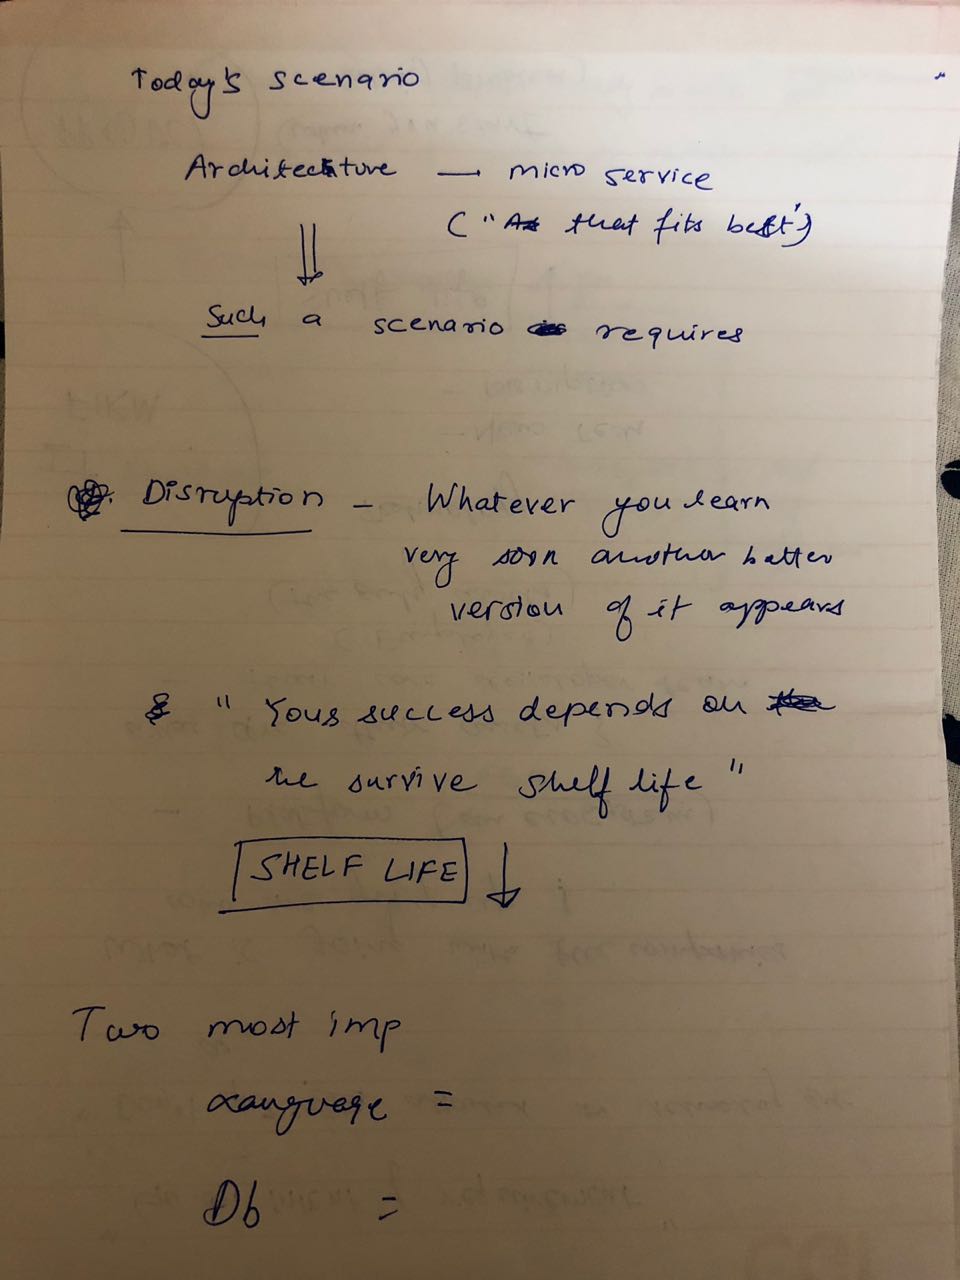 Today's scenario
Architecture — micro service
(" that fits best")
Such a scenario requires
Disruption – Whatever you learn
very soon another better
version of it appears
" Your success depends on
the survive shelf life "
SHELF LIFE ↓
Two most imp
Language =
Db =